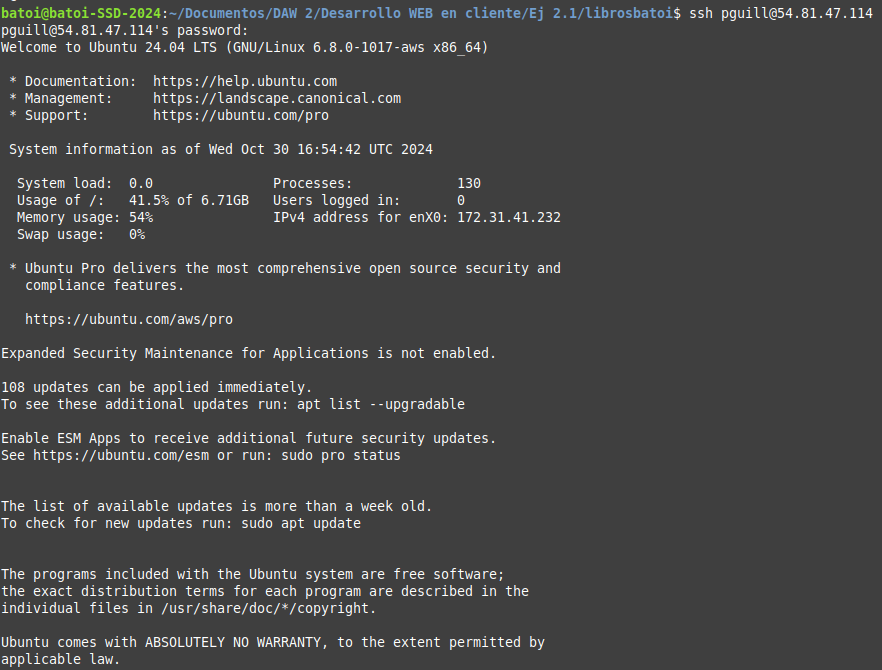 batoi@batoi-SSD-2024:~/Documentos/DAW 2/Desarrollo WEB en cliente/Ej 2.1/librosbatoi$ ssh pguill@54.81.47.114
pguill@54.81.47.114's password:
Welcome to Ubuntu 24.04 LTS (GNU/Linux 6.8.0-1017-aws x86_64)

 * Documentation:  https://help.ubuntu.com
 * Management:     https://landscape.canonical.com
 * Support:        https://ubuntu.com/pro

 System information as of Wed Oct 30 16:54:42 UTC 2024

  System load:  0.0               Processes:             130
  Usage of /:   41.5% of 6.71GB   Users logged in:       0
  Memory usage: 54%               IPv4 address for enX0: 172.31.41.232
  Swap usage:   0%

 * Ubuntu Pro delivers the most comprehensive open source security and
   compliance features.

   https://ubuntu.com/aws/pro

Expanded Security Maintenance for Applications is not enabled.

108 updates can be applied immediately.
To see these additional updates run: apt list --upgradable

Enable ESM Apps to receive additional future security updates.
See https://ubuntu.com/esm or run: sudo pro status


The list of available updates is more than a week old.
To check for new updates run: sudo apt update


The programs included with the Ubuntu system are free software;
the exact distribution terms for each program are described in the
individual files in /usr/share/doc/*/copyright.

Ubuntu comes with ABSOLUTELY NO WARRANTY, to the extent permitted by
applicable law.